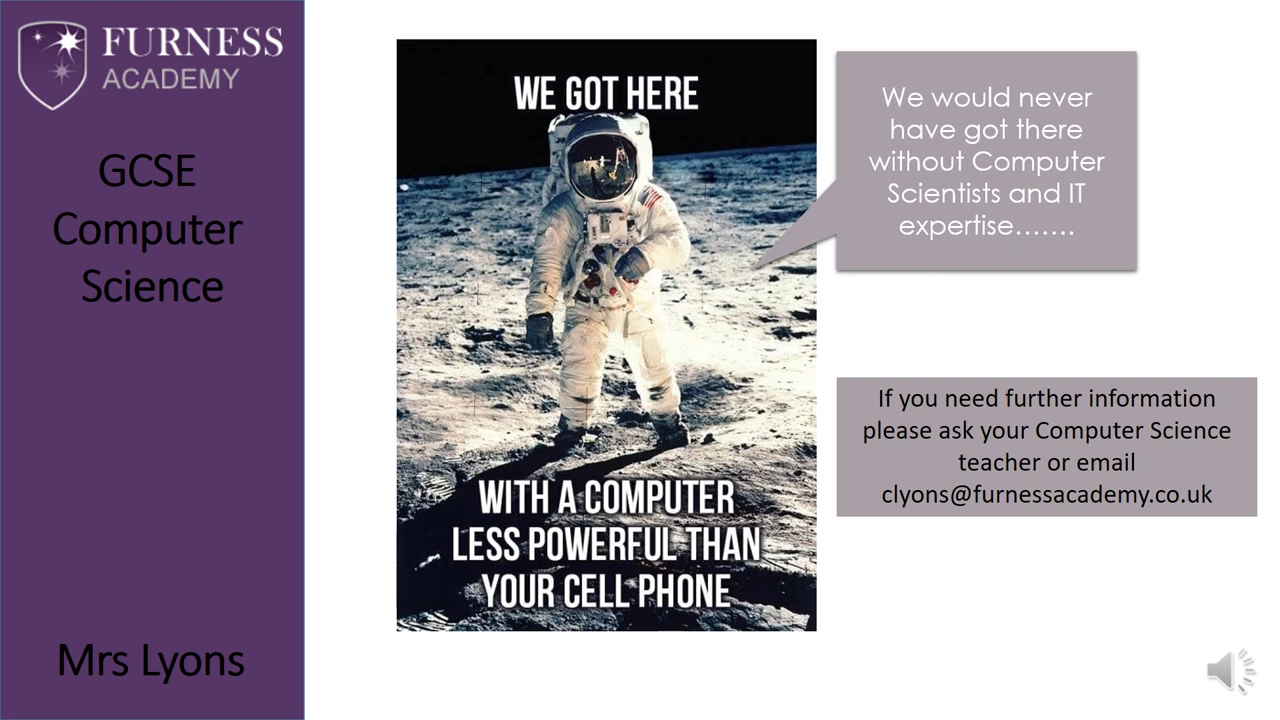 FURNESS
ACADEMY
GCSE
Computer
Science
Mrs Lyons
WE GOT HERE
WITH A COMPUTER
LESS POWERFUL THAN
YOUR CELL PHONE
We would never
have got there
without Computer
Scientists and IT
expertise…….
If you need further information
please ask your Computer Science
teacher or email
clyons@furnessacademy.co.uk